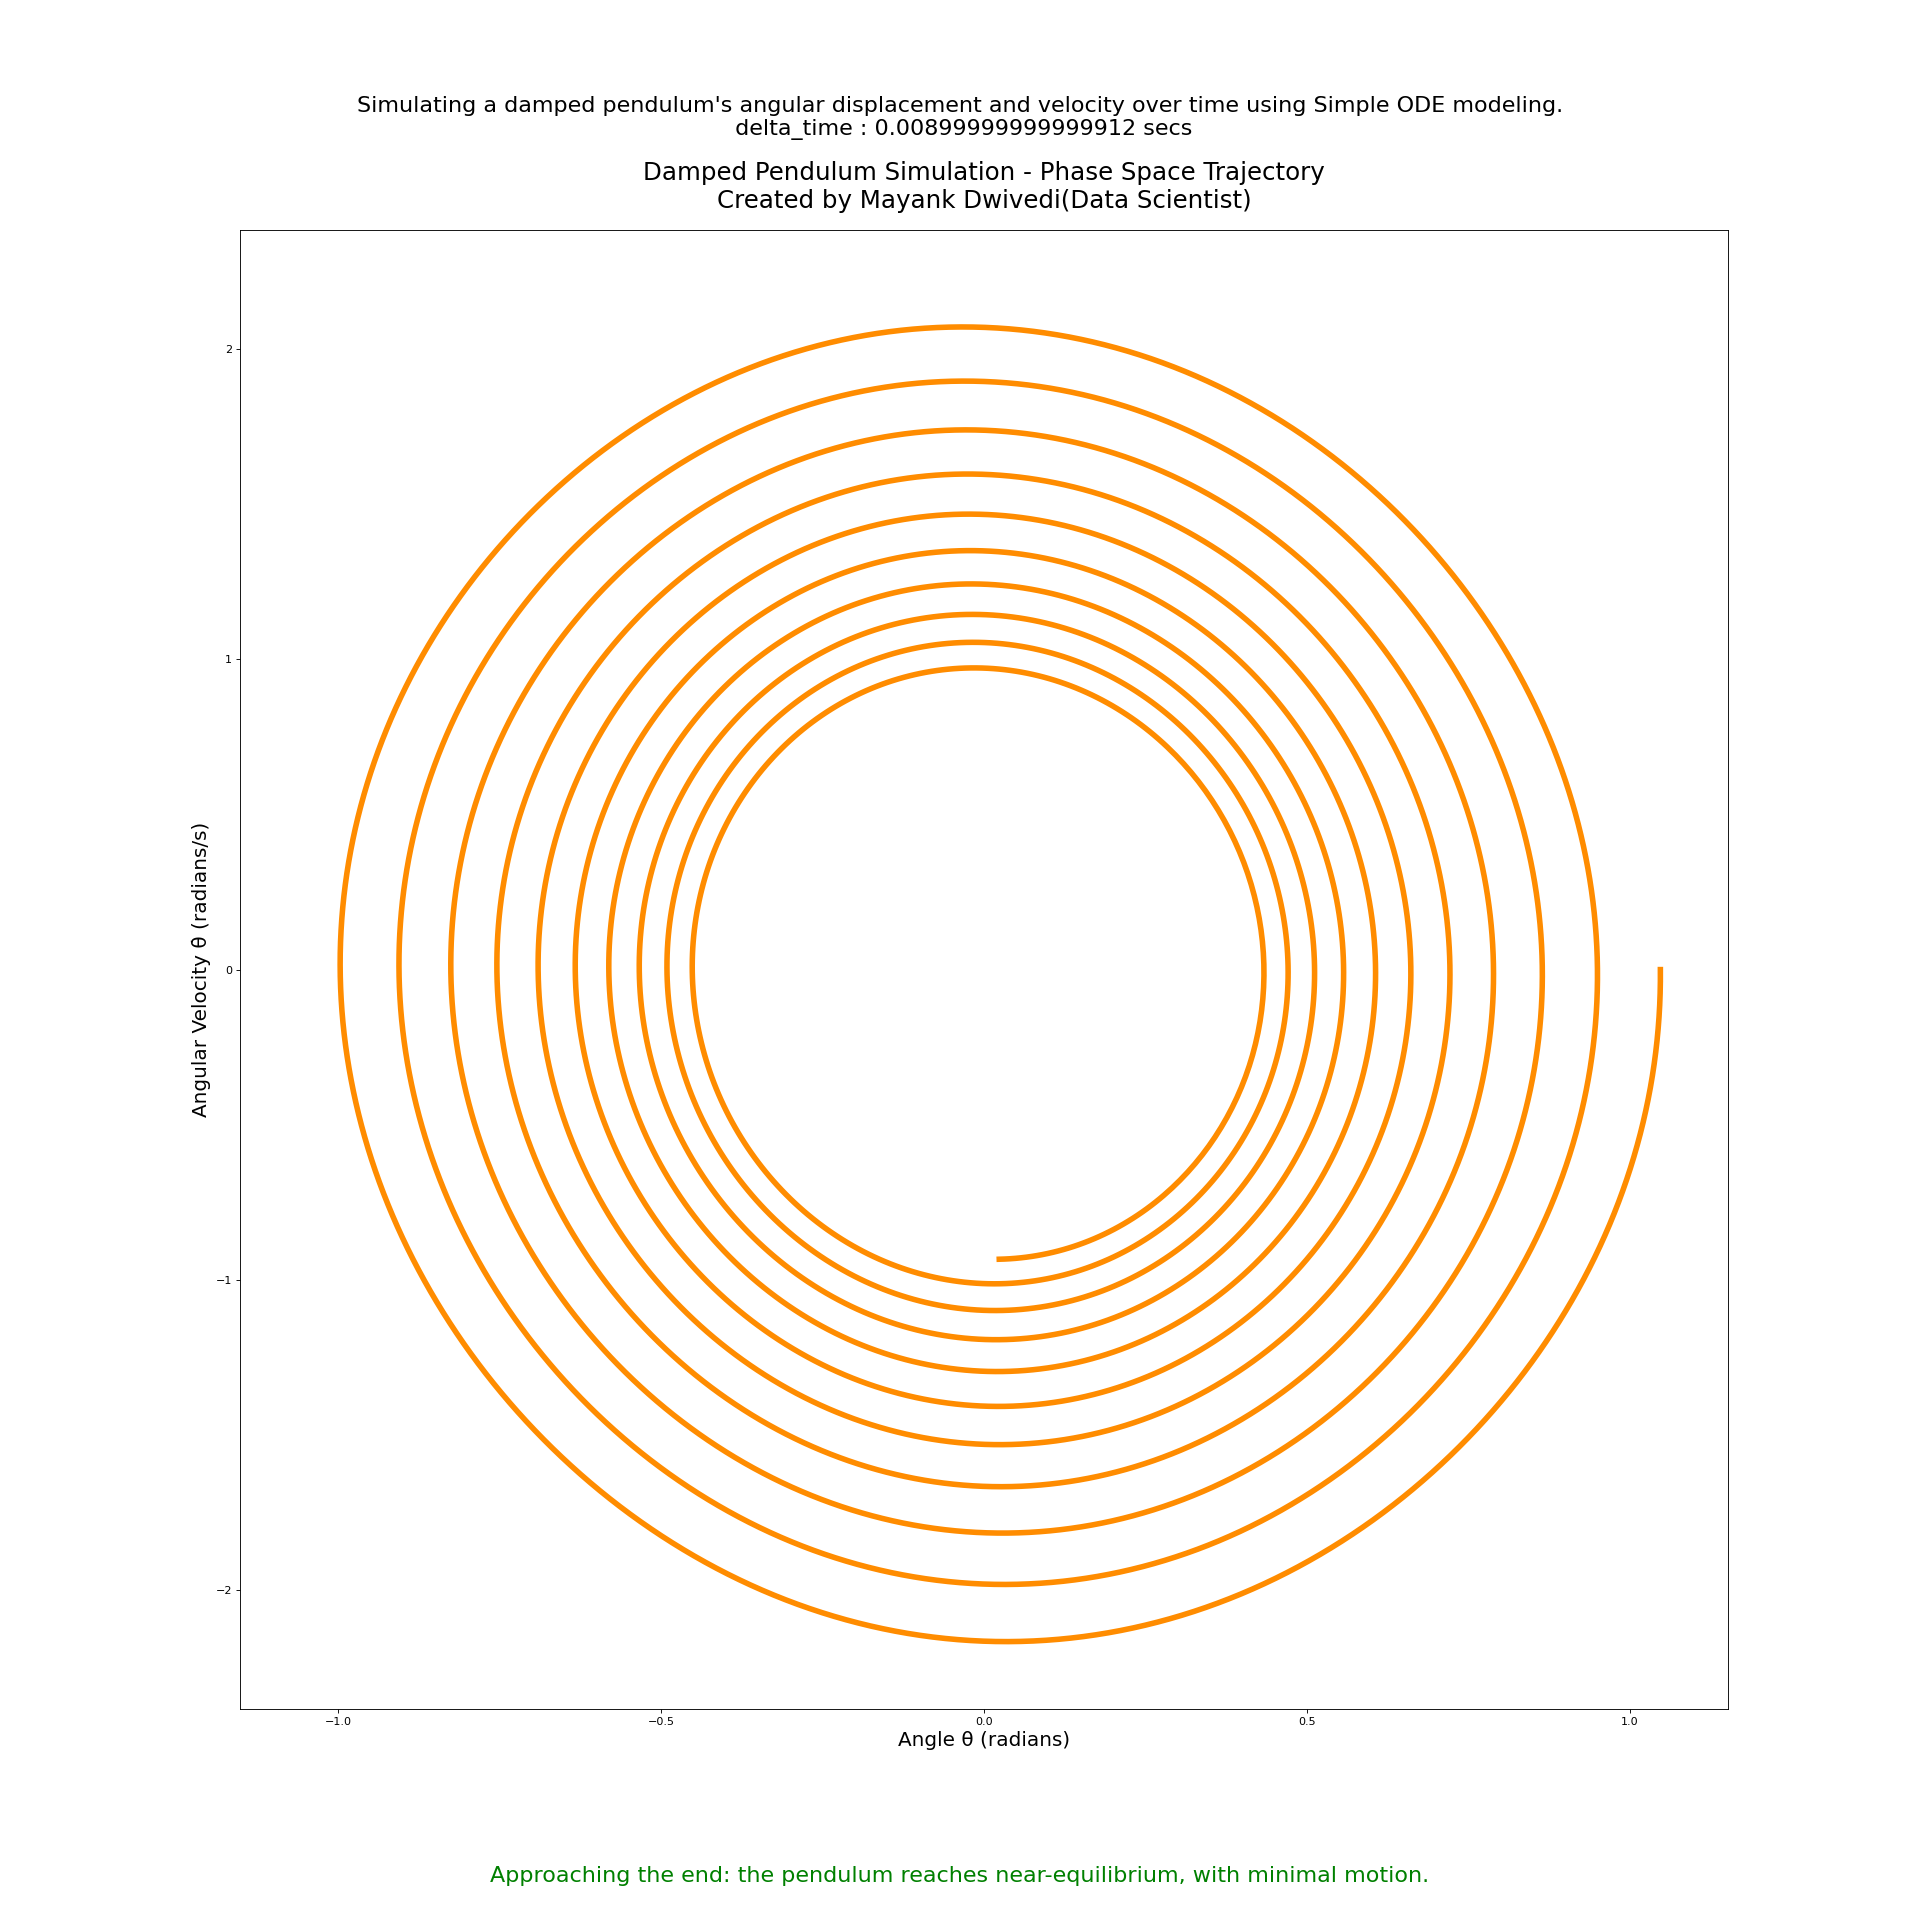 Simulating a damped pendulum's angular displacement and velocity over time using Simple ODE modeling.
delta_time : 0.00899999999999912 secs
Damped Pendulum Simulation - Phase Space Trajectory
Created by Mayank Dwivedi(Data Scientist)
2
1
0
−1
−2
Angular Velocity θ (radians/s)
−1.0
−0.5
0.0
0.5
1.0
Angle θ (radians)
Approaching the end: the pendulum reaches near-equilibrium, with minimal motion.